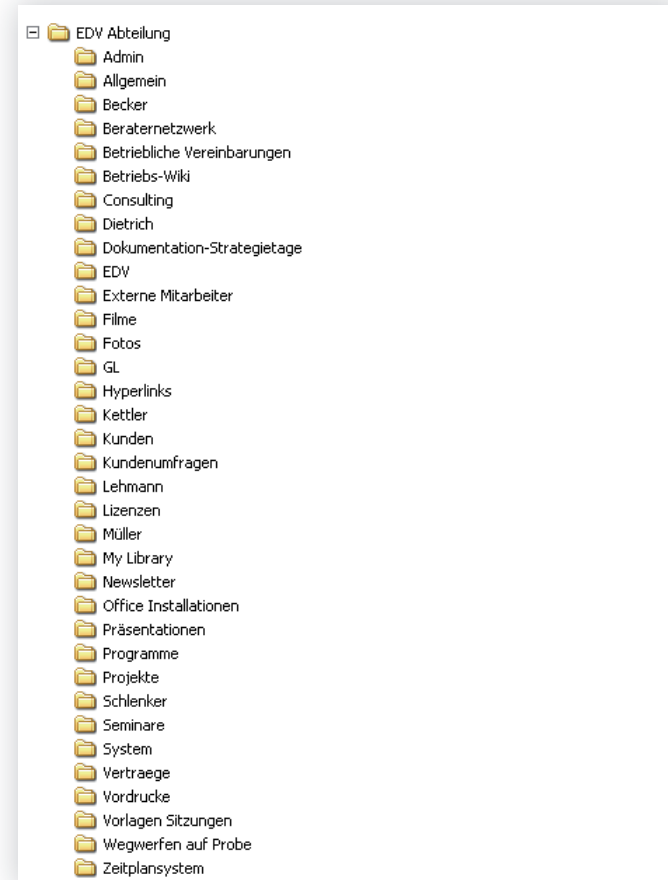 EDV Abteilung
Admin
Allgemein
Becker
Beraternetzwerk
Betriebliche Vereinbarungen
Betriebs-Wiki
Consulting
Dietrich
Dokumentation-Strategietage
EDV
Externe Mitarbeiter
Filme
Fotos
GL
Hyperlinks
Kettler
Kunden
Kundenumfragen
Lehmann
Lizenzen
Müller
My Library
Newsletter
Office Installationen
Präsentationen
Programme
Projekte
Schlenker
Seminare
System
Vertraege
Vordrucke
Vorlagen Sitzungen
Wegwerfen auf Probe
Zeitplansystem